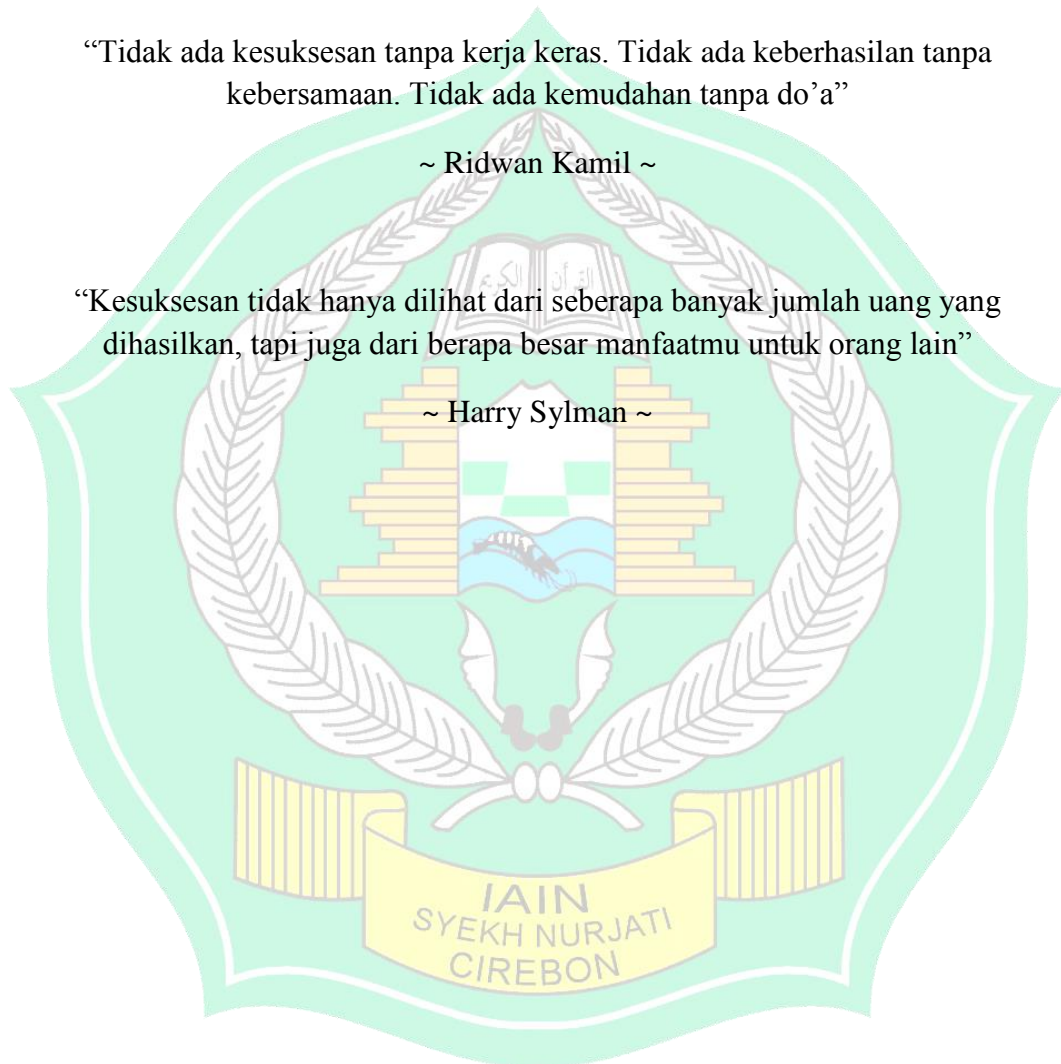 “Tidak ada kesuksesan tanpa kerja keras. Tidak ada keberhasilan tanpa
kebersamaan. Tidak ada kemudahan tanpa do’a”
~ Ridwan Kamil ~
القرآن الكريم
“Kesuksesan tidak hanya dilihat dari seberapa banyak jumlah uang yang
dihasilkan, tapi juga dari berapa besar manfaatmu untuk orang lain”
~ Harry Sylman ~
IAIN
SYEKH NURJATI
CIREBON